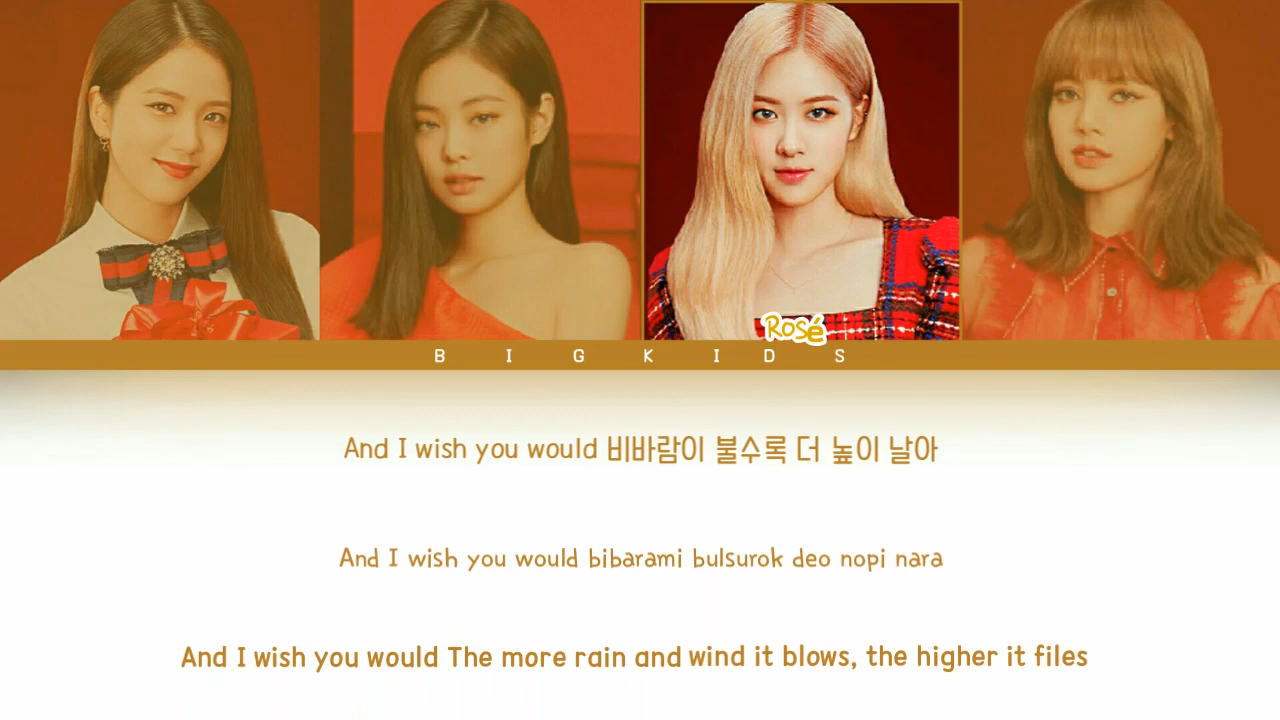 Rosé
BIGKIDS
And I wish you would 비바람이 불수록 더 높이 날아
And I wish you would bibarami bulsurok deo nopi nara
And I wish you would The more rain and wind it blows, the higher it files